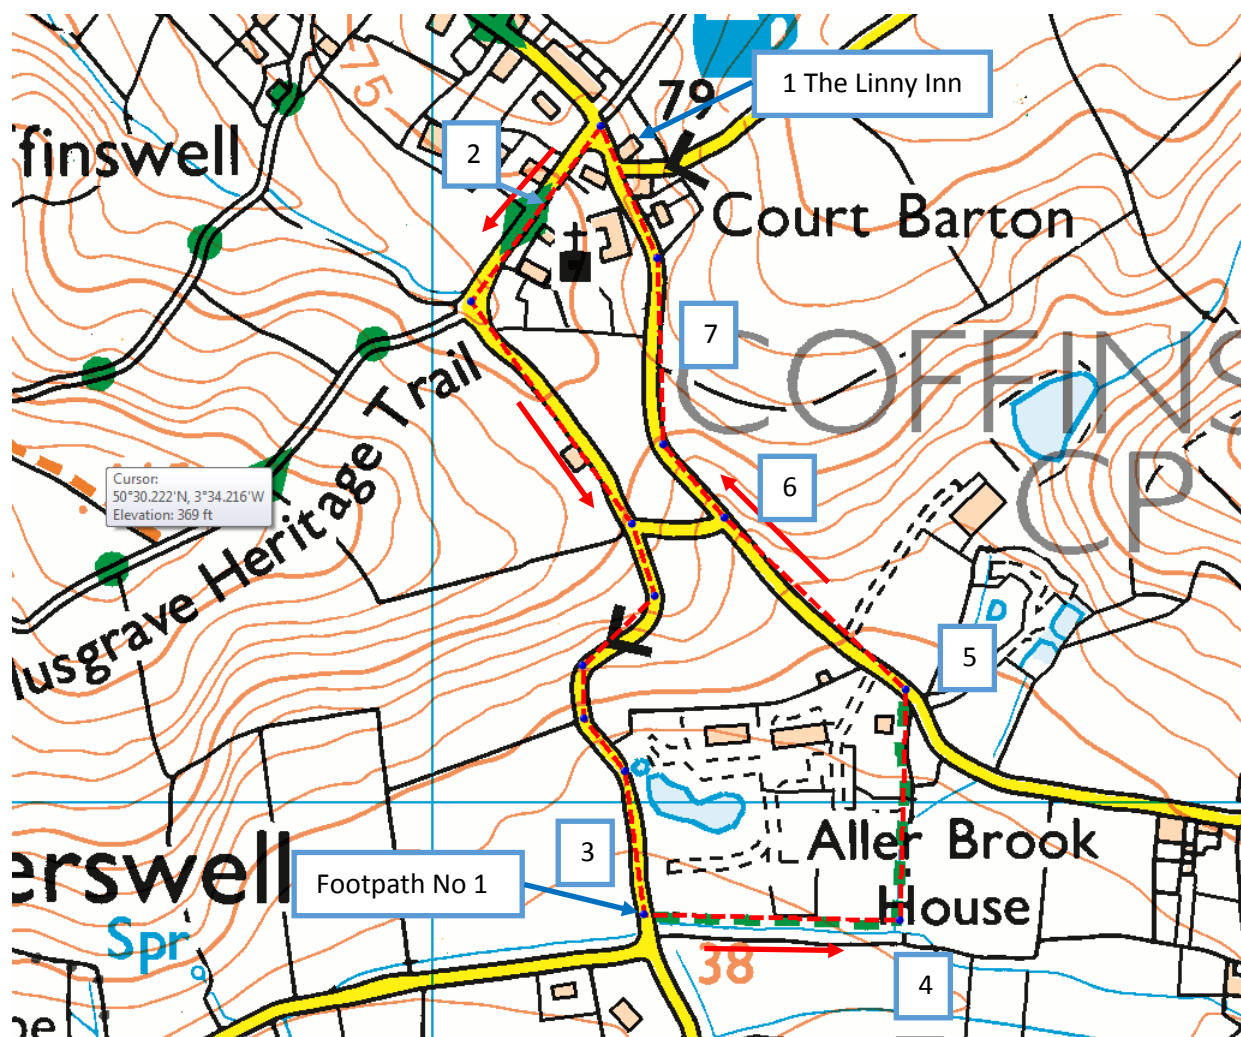 1 The Linny Inn
75
79
2
ffinswell
Court Barton
7
COFFINS
CP
6
Cursor:
50°30.222'N, 3°34.216'W
Elevation: 369 ft
usgrave Heritage Trail
D
5
3
Aller Brook
House
erswell
Footpath No 1
Spr
38
4
pe